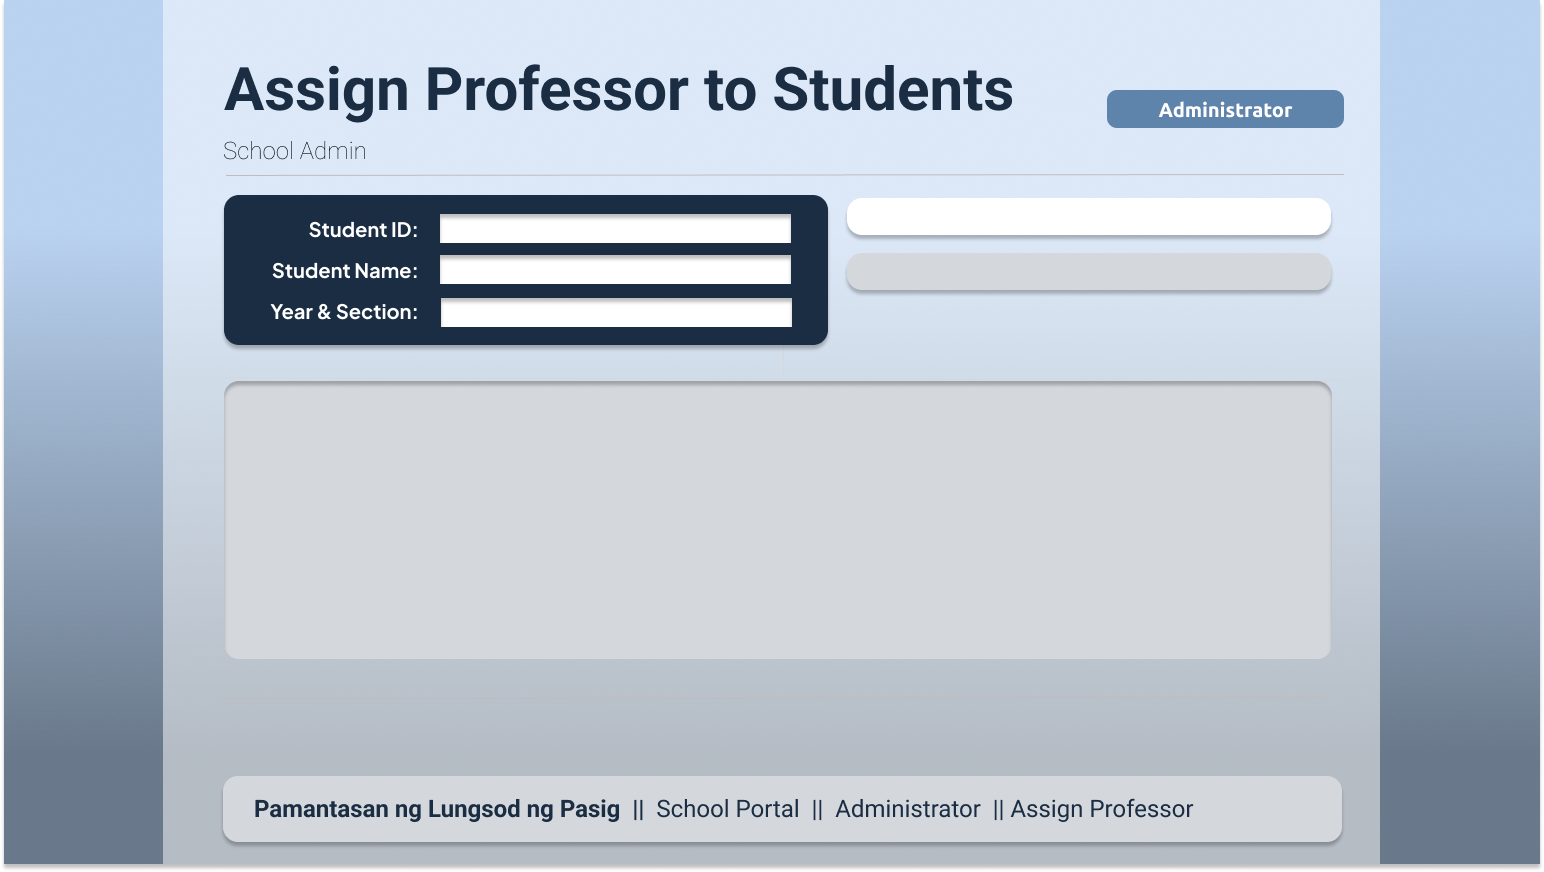 Assign Professor to Students
Administrator
School Admin
Student ID:
Student Name:
Year & Section:
Pamantasan ng Lungsod ng Pasig || School Portal || Administrator || Assign Professor